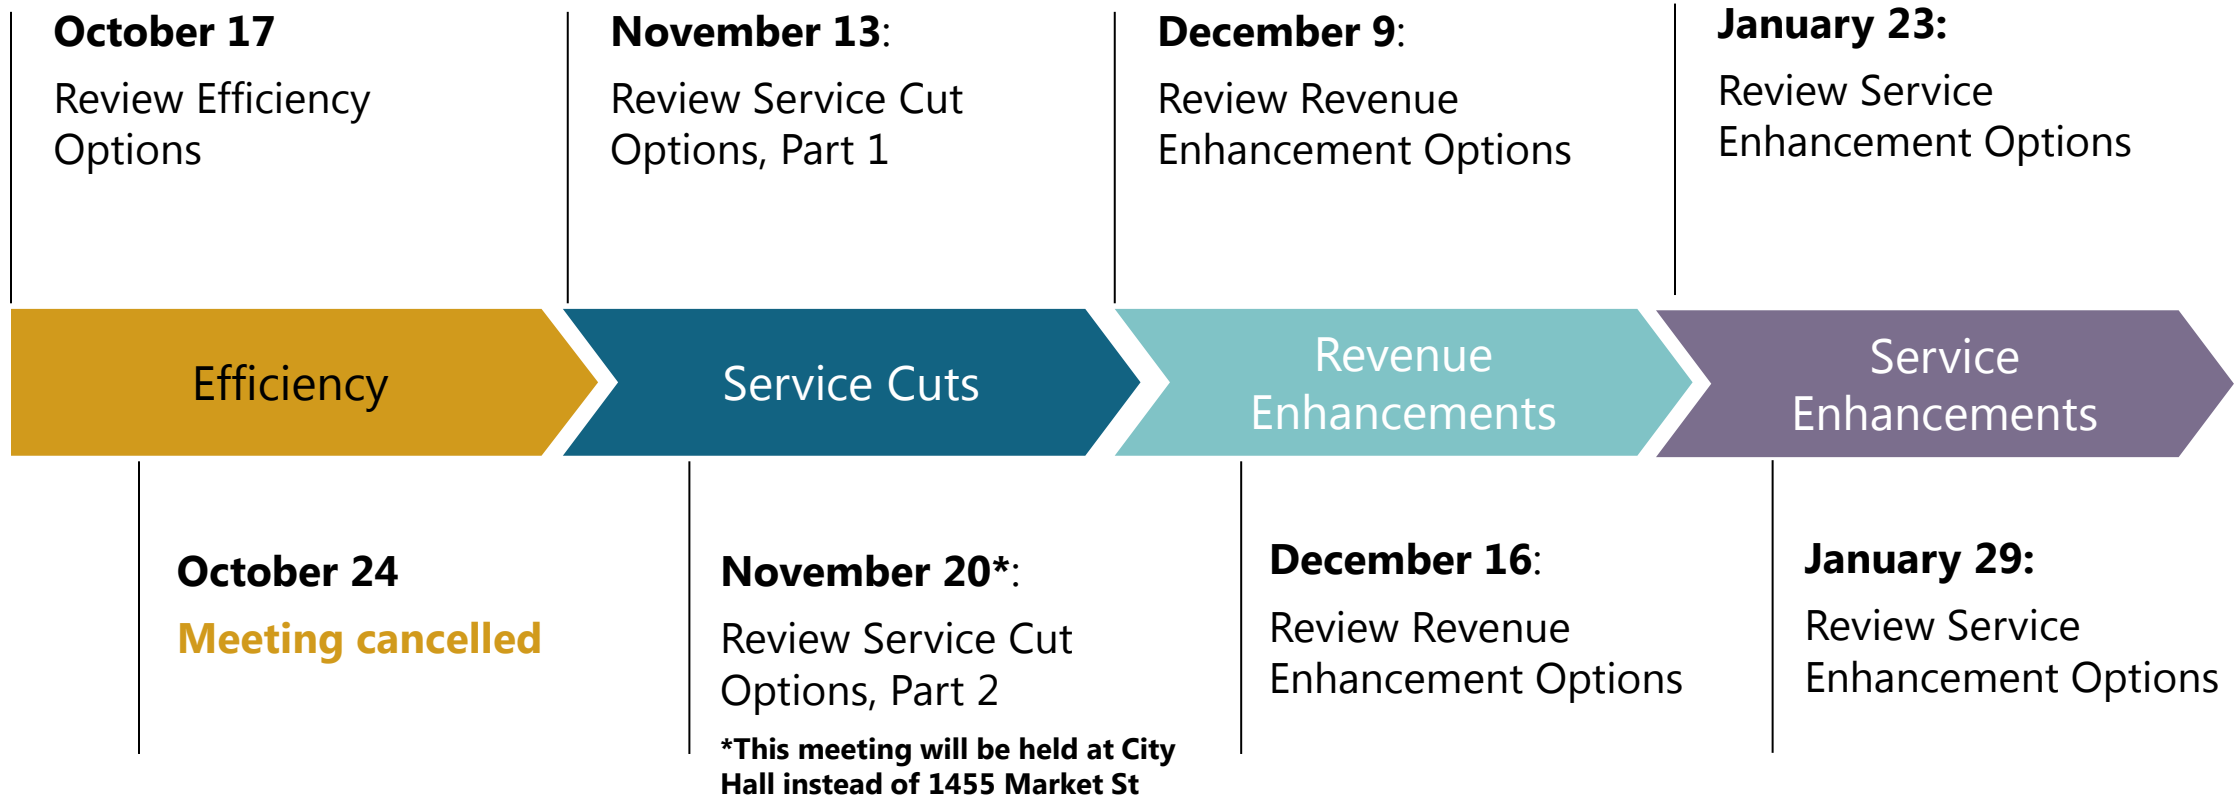 October 17
Review Efficiency
Options
November 13:
Review Service Cut
Options, Part 1
December 9:
Review Revenue
Enhancement Options
January 23:
Review Service
Enhancement Options
Efficiency
Service Cuts
Revenue
Enhancements
Service
Enhancements
October 24
Meeting cancelled
November 20*:
Review Service Cut
Options, Part 2
*This meeting will be held at City
Hall instead of 1455 Market St
December 16:
Review Revenue
Enhancement Options
January 29:
Review Service
Enhancement Options